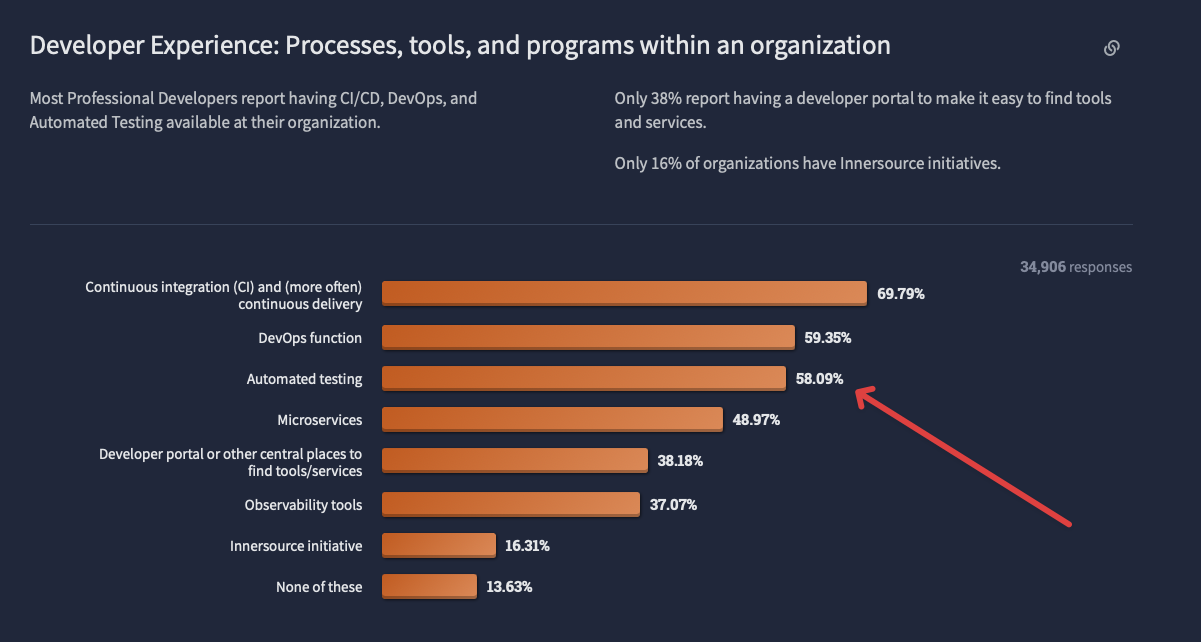 Developer Experience: Processes, tools, and programs within an organization
Most Professional Developers report having CI/CD, DevOps, and
Automated Testing available at their organization.
Only 38% report having a developer portal to make it easy to find tools
and services.
Only 16% of organizations have Innersource initiatives.
34,906 responses
Continuous integration (CI) and (more often)
continuous delivery
69.79%
DevOps function
59.35%
Automated testing
58.09%
Microservices
48.97%
Developer portal or other central places to
find tools/services
38.18%
Observability tools
37.07%
Innersource initiative
16.31%
None of these
13.63%